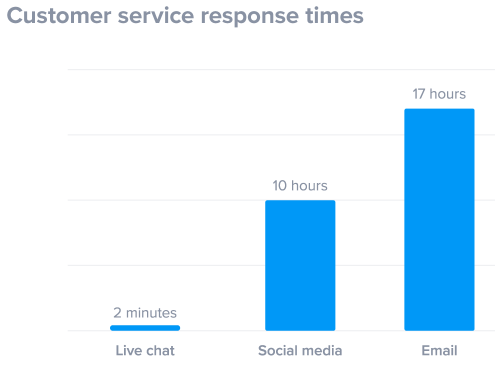 Customer service response times
17 hours
10 hours
2 minutes
Live chat
Social media
Email